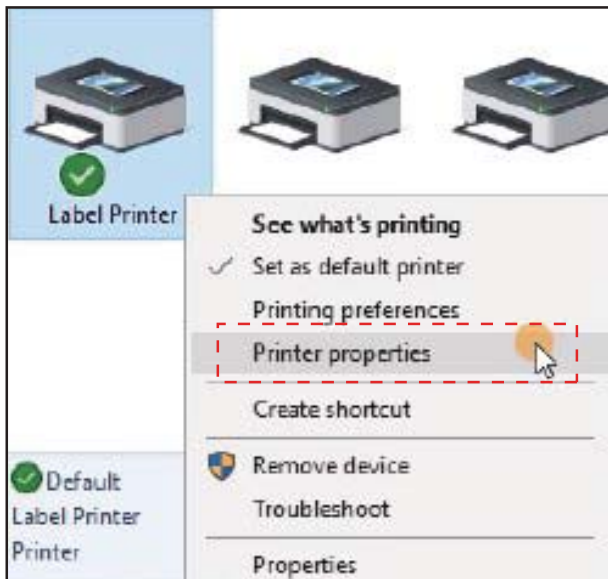 Label Printer
See what's printing
Set as default printer
Printing preferences
Printer properties
Create shortcut
Remove device
Troubleshoot
Properties
Default
Label Printer
Printer